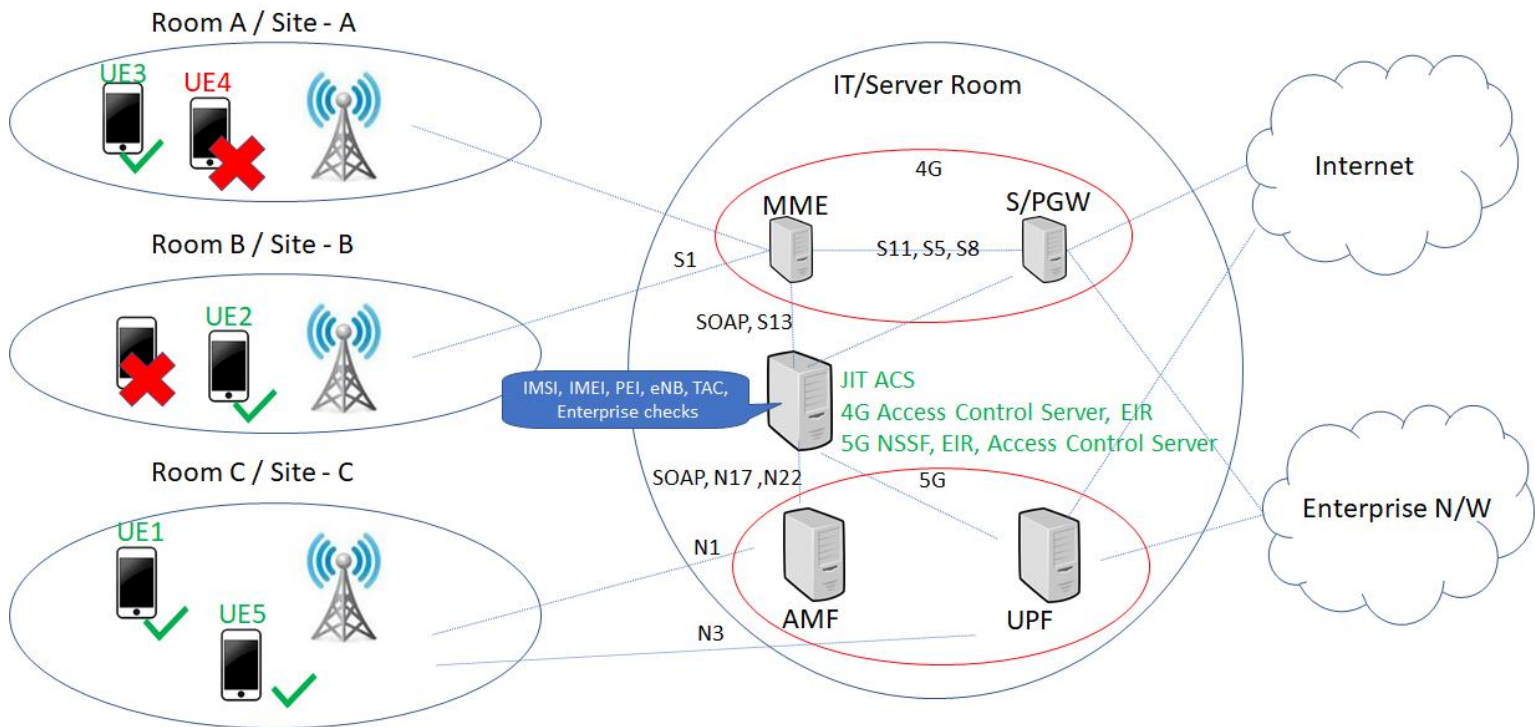 Room A / Site - A
UE3
UE4
Room B / Site - B
UE2
Room C / Site - C
UE1
UE5
S1
N1
N3
IT/Server Room
4G
MME
S/PGW
S11, S5, S8
SOAP, S13
IMSI, IMEI, PEI, eNB, TAC,
Enterprise checks
JIT ACS
4G Access Control Server, EIR
5G NSSF, EIR, Access Control Server
SOAP, N17 ,N22
5G
AMF
UPF
Internet
Enterprise N/W